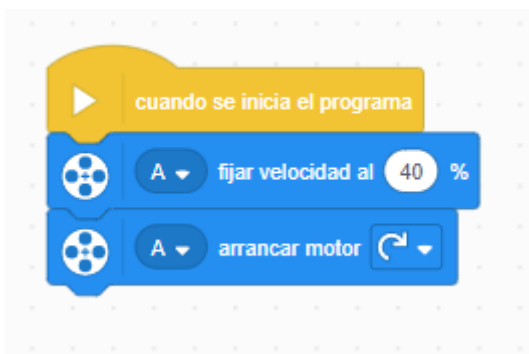 cuando se inicia el programa
A fijar velocidad al 40 %
A arrancar motor